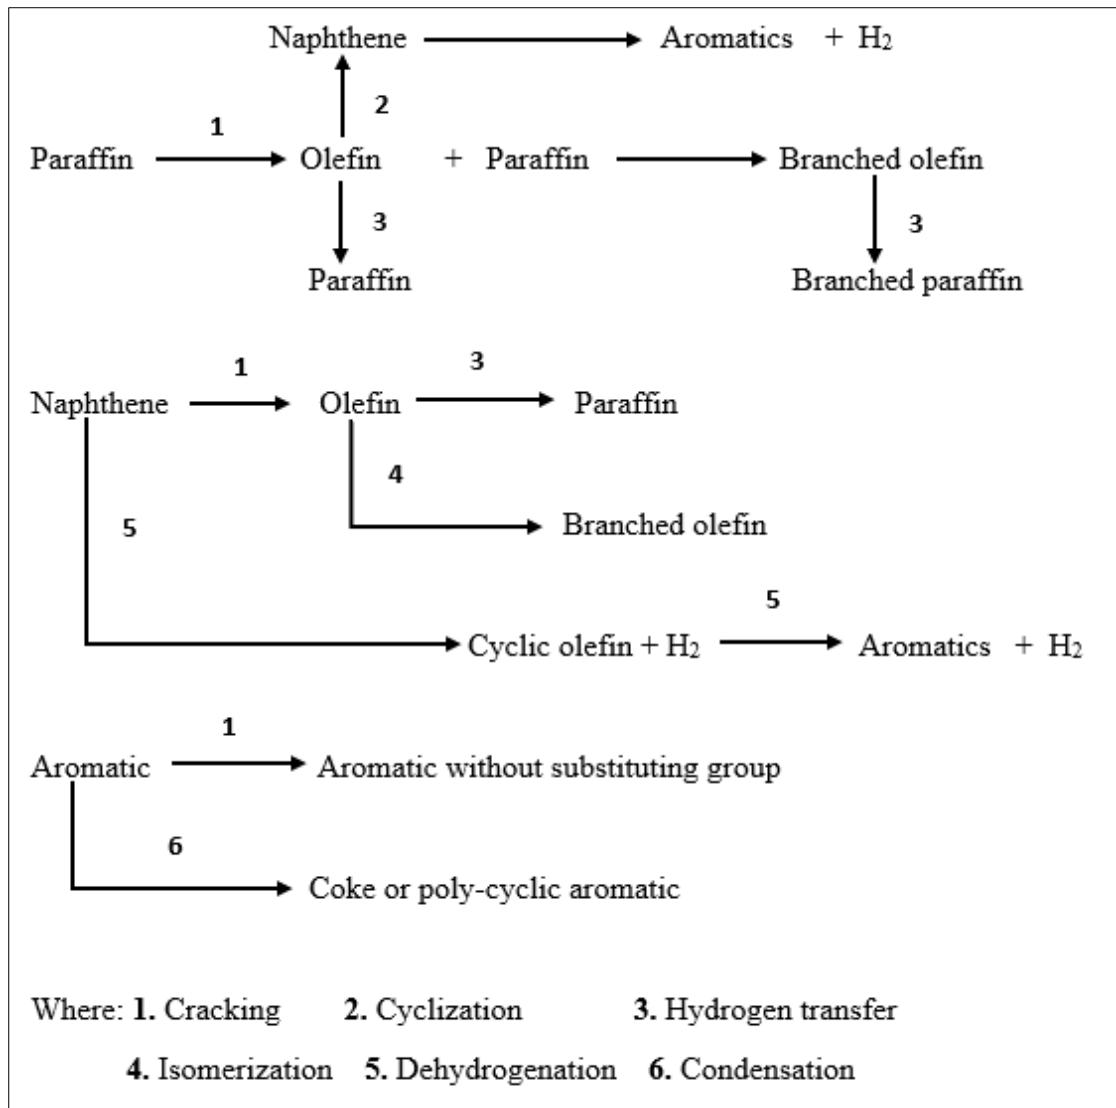 Naphthene Aromatics + H₂
2
1
Paraffin Olefin + Paraffin Branched olefin
3 3
Paraffin Branched paraffin
1 3
Naphthene Olefin Paraffin
4
5 Branched olefin
5
Cyclic olefin + H₂ Aromatics + H₂
1
Aromatic Aromatic without substituting group
6
Coke or poly-cyclic aromatic
Where: 1. Cracking 2. Cyclization 3. Hydrogen transfer
4. Isomerization 5. Dehydrogenation 6. Condensation